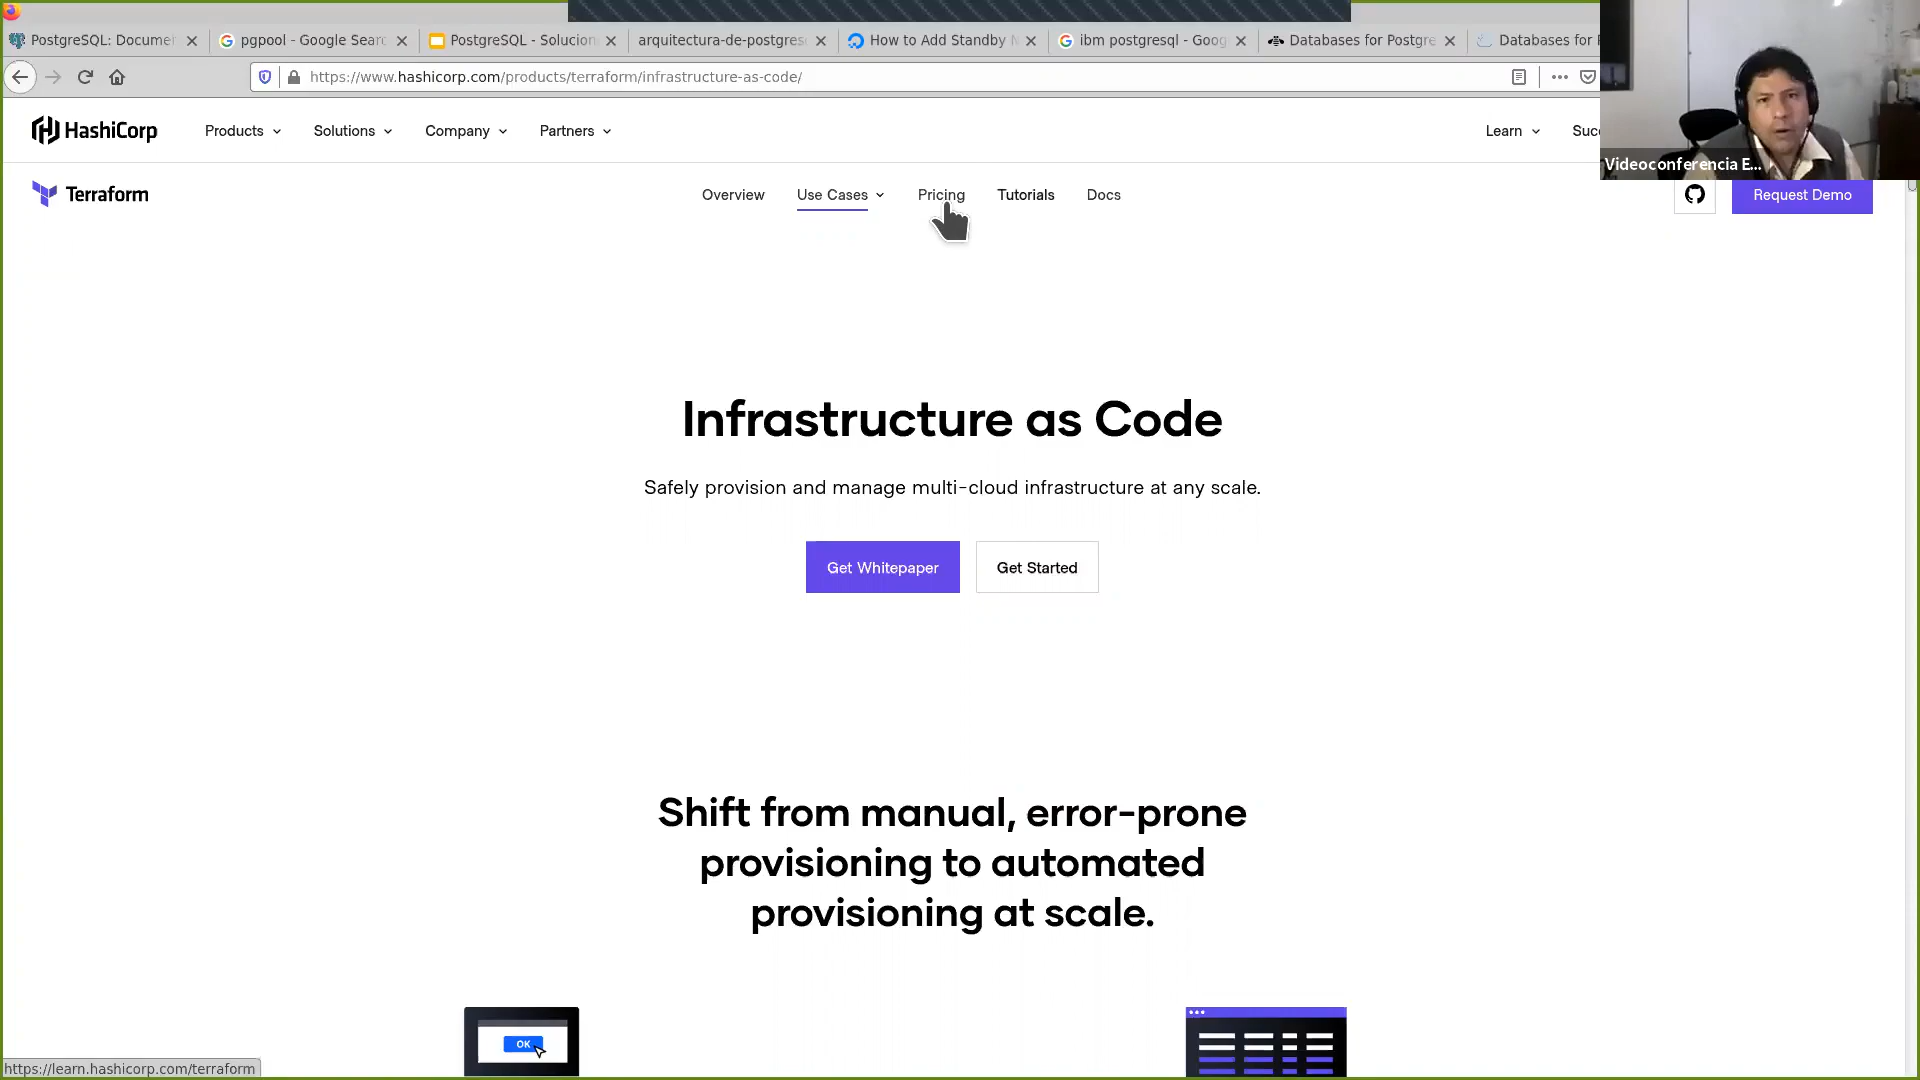 PostgreSQL: Documen
pgpool - Google Searc
PostgreSQL - Solucion
arquitectura-de-postgres
How to Add Standby N
ibm postgresql - Goog
Databases for Postgre
Databases for P
https://www.hashicorp.com/products/terraform/infrastructure-as-code/
HashiCorp
Products
Solutions
Company
Partners
Learn
Succ
Videoconferencia E...
Terraform
Overview
Use Cases
Pricing
Tutorials
Docs
Request Demo
Infrastructure as Code
Safely provision and manage multi-cloud infrastructure at any scale.
Get Whitepaper
Get Started
Shift from manual, error-prone
provisioning to automated
provisioning at scale.
OK
https://learn.hashicorp.com/terraform